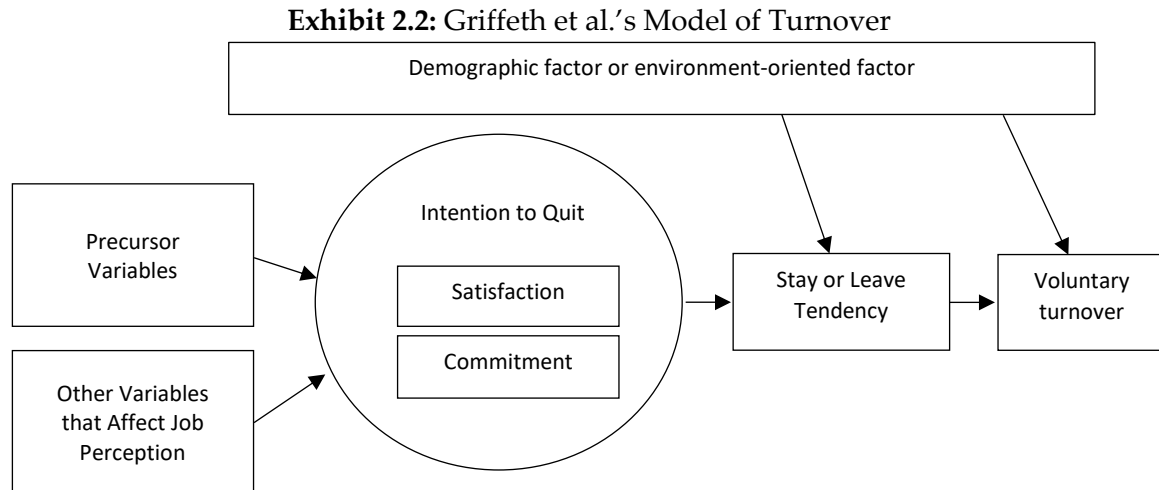 Exhibit 2.2: Griffeth et al.’s Model of Turnover
Demographic factor or environment-oriented factor
Precursor
Variables
Other Variables
that Affect Job
Perception
Intention to Quit
Satisfaction
Commitment
Stay or Leave
Tendency
Voluntary
turnover